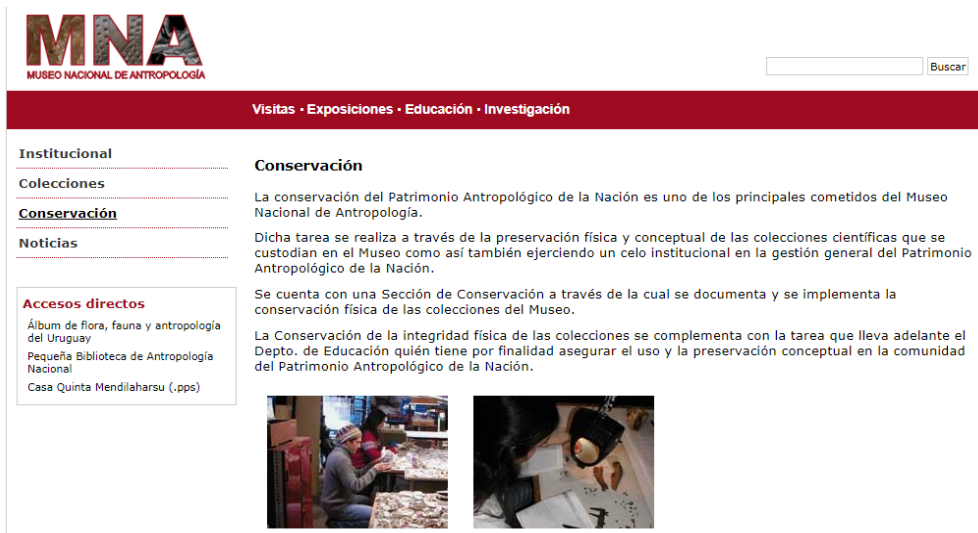 MNA
MUSEO NACIONAL DE ANTROPOLOGÍA
Buscar
Visitas · Exposiciones · Educación · Investigación
Institucional
Colecciones
Conservación
Noticias
Accesos directos
Álbum de flora, fauna y antropología
del Uruguay
Pequeña Biblioteca de Antropología
Nacional
Casa Quinta Mendilaharsu (.pps)
Conservación
La conservación del Patrimonio Antropológico de la Nación es uno de los principales cometidos del Museo
Nacional de Antropología.
Dicha tarea se realiza a través de la preservación física y conceptual de las colecciones científicas que se
custodian en el Museo como así también ejerciendo un celo institucional en la gestión general del Patrimonio
Antropológico de la Nación.
Se cuenta con una Sección de Conservación a través de la cual se documenta y se implementa la
conservación física de las colecciones del Museo.
La Conservación de la integridad física de las colecciones se complementa con la tarea que lleva adelante el
Depto. de Educación quién tiene por finalidad asegurar el uso y la preservación conceptual en la comunidad
del Patrimonio Antropológico de la Nación.